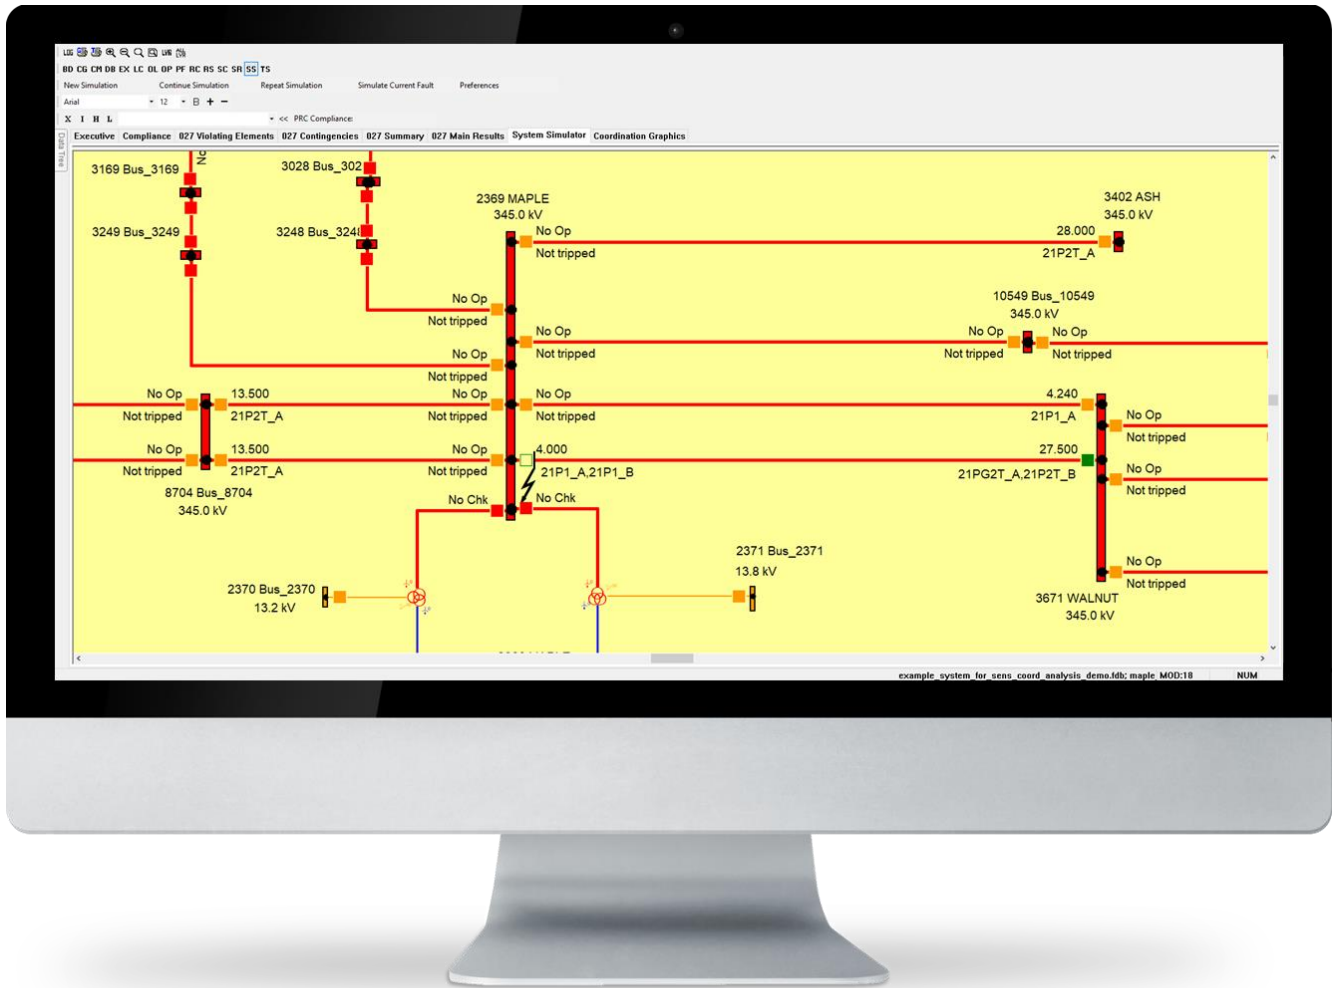 LOG
LIVE
BD CG CM DB EX LC OL OP PF RC RS SC SR SS TS
New Simulation Continue Simulation Repeat Simulation Simulate Current Fault Preferences
Arial 12 B + −
X I H L << PRC Compliance:
Data Tree
Executive Compliance 027 Violating Elements 027 Contingencies 027 Summary 027 Main Results System Simulator Coordination Graphics
3169 Bus_3169
No
3028 Bus_302
2369 MAPLE
345.0 kV
3402 ASH
345.0 kV
3249 Bus_3249
3248 Bus_3248
No Op
Not tripped
28.000
21P2T_A
No Op
Not tripped
10549 Bus_10549
345.0 kV
No Op
Not tripped
No Op
Not tripped
No Op
Not tripped
No Op
Not tripped
No Op
Not tripped
13.500
21P2T_A
No Op
Not tripped
No Op
Not tripped
4.240
21P1_A
No Op
Not tripped
No Op
Not tripped
13.500
21P2T_A
No Op
Not tripped
4.000
21P1_A,21P1_B
27.500
21PG2T_A,21P2T_B
No Op
Not tripped
8704 Bus_8704
345.0 kV
No Chk
No Chk
2370 Bus_2370
13.2 kV
2371 Bus_2371
13.8 kV
No Op
Not tripped
3671 WALNUT
345.0 kV
example_system_for_sens_coord_analysis_demo.fdb; maple MOD:18 NUM